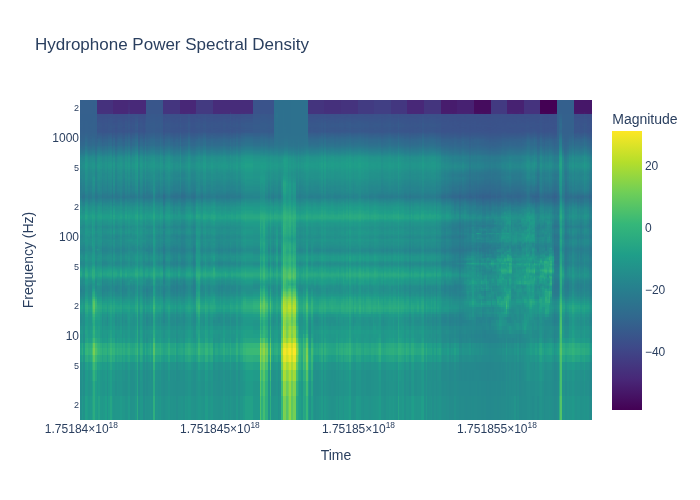 Hydrophone Power Spectral Density
Magnitude
20
0
−20
−40
Frequency (Hz)
2
1000
5
2
100
5
2
10
5
2
1.75184×10¹⁸ 1.751845×10¹⁸ 1.75185×10¹⁸ 1.751855×10¹⁸
Time